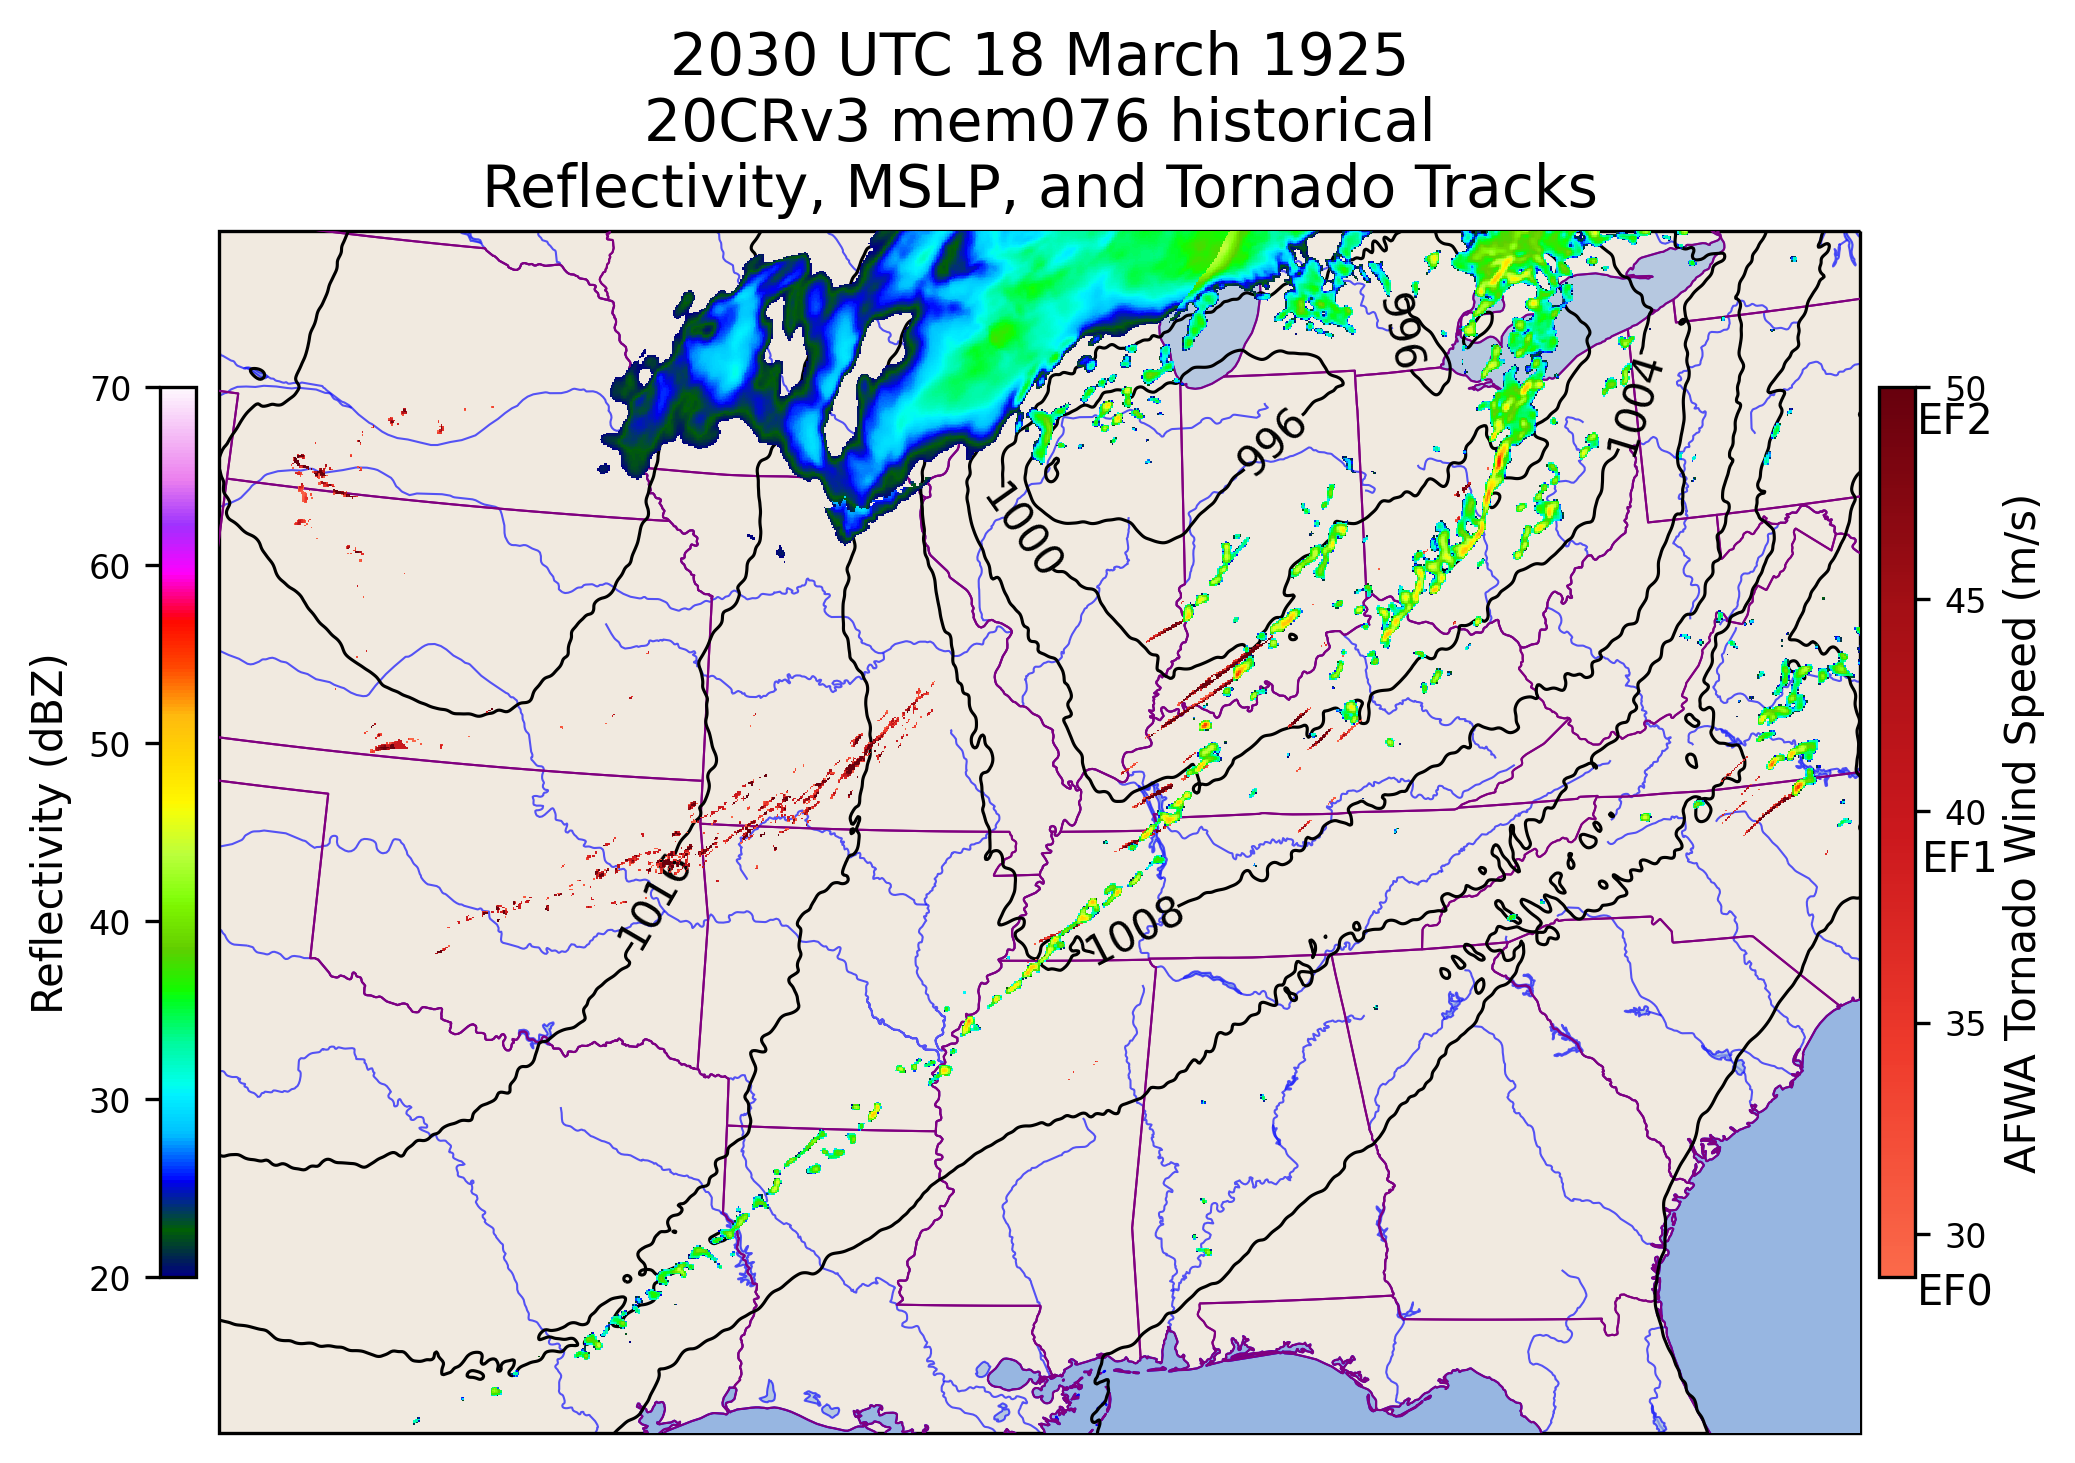 2030 UTC 18 March 1925
20CRv3 mem076 historical
Reflectivity, MSLP, and Tornado Tracks
Reflectivity (dBZ)
70
60
50
40
30
20
996
996
1004
1000
1016
1008
50
EF2
45
40
EF1
35
30
EF0
AFWA Tornado Wind Speed (m/s)